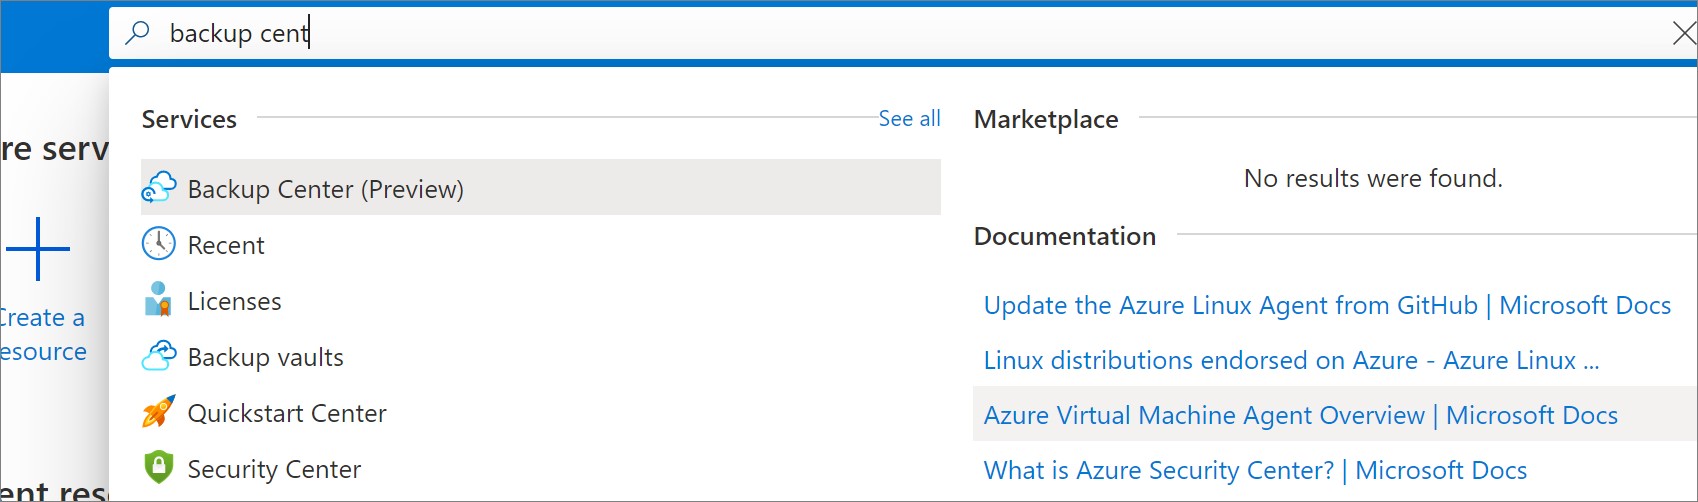 backup cent
Services
See all
Backup Center (Preview)
Recent
Licenses
Backup vaults
Quickstart Center
Security Center
Marketplace
No results were found.
Documentation
Update the Azure Linux Agent from GitHub | Microsoft Docs
Linux distributions endorsed on Azure - Azure Linux ...
Azure Virtual Machine Agent Overview | Microsoft Docs
What is Azure Security Center? | Microsoft Docs
re serv
Create a
esource
ent res